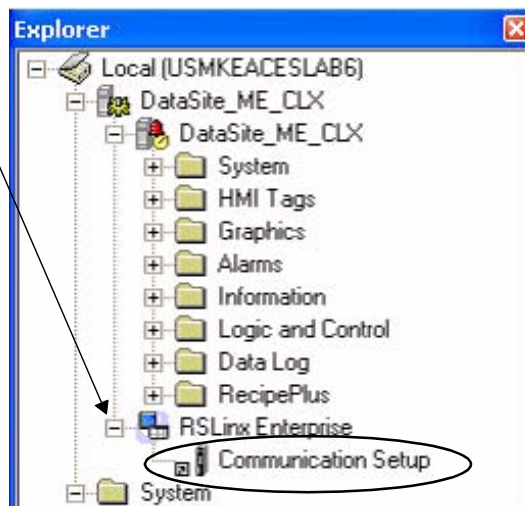 Explorer
Local (USMKEACESLAB6)
DataSite_ME_CLX
DataSite_ME_CLX
System
HMI Tags
Graphics
Alarms
Information
Logic and Control
Data Log
RecipePlus
RSLinx Enterprise
Communication Setup
System